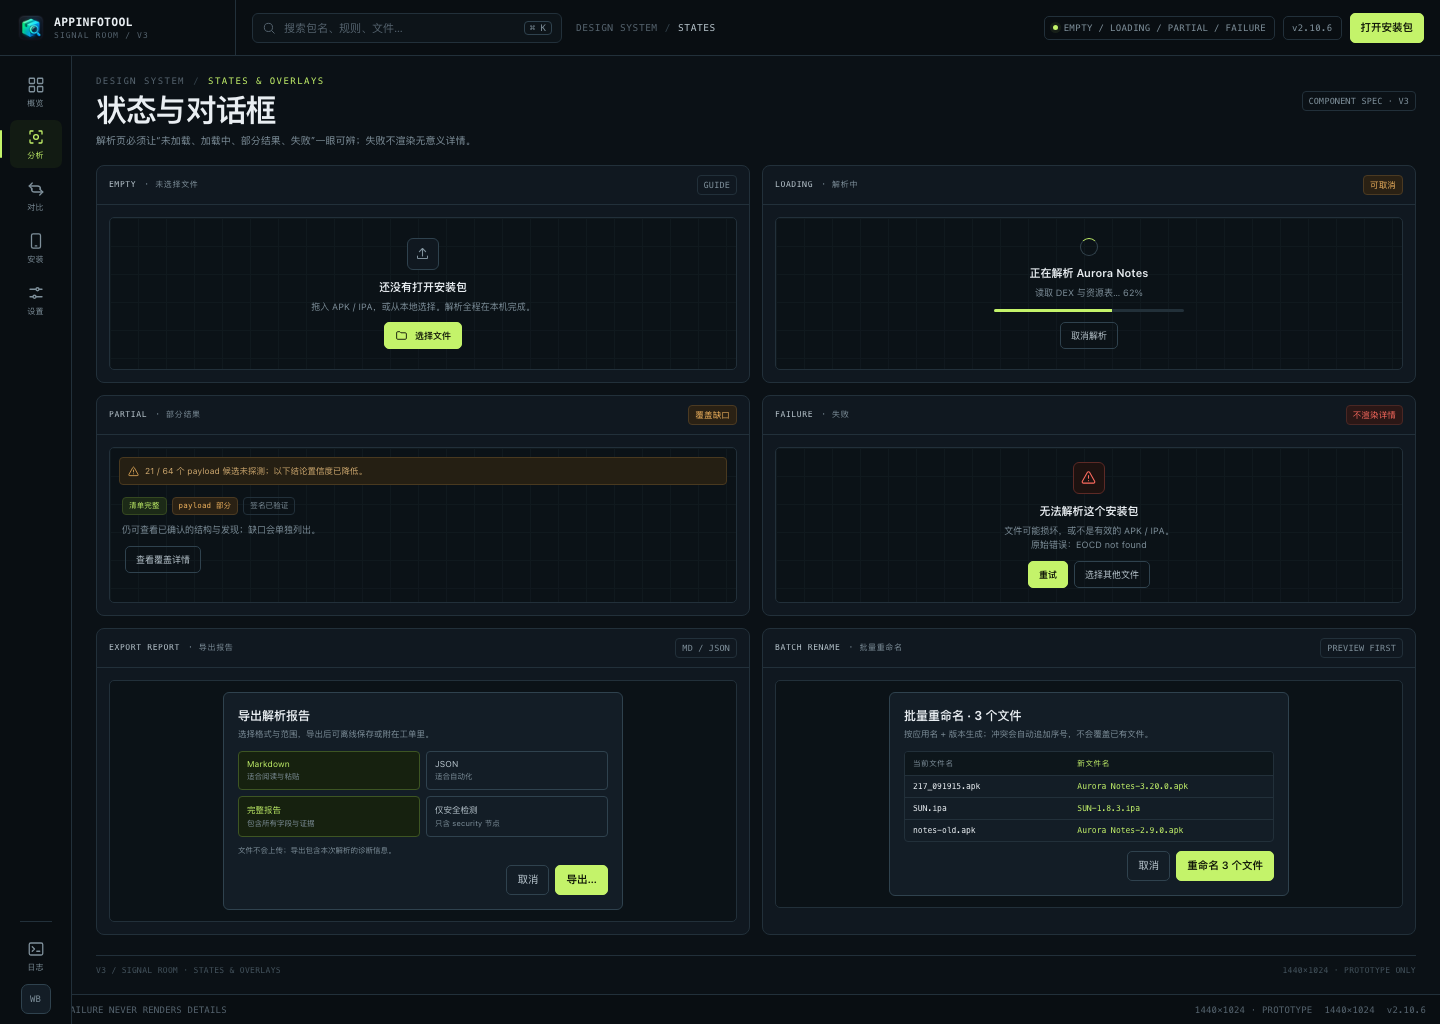 APPINFOTOOL
SIGNAL ROOM / V3
搜索包名、规则、文件…
⌘ K
DESIGN SYSTEM / STATES
EMPTY / LOADING / PARTIAL / FAILURE
v2.10.6
打开安装包
概览
分析
对比
安装
设置
日志
WB
DESIGN SYSTEM / STATES & OVERLAYS
状态与对话框
解析页必须让“未加载、加载中、部分结果、失败”一眼可辨；失败不渲染无意义详情。
COMPONENT SPEC · V3
EMPTY · 未选择文件
GUIDE
还没有打开安装包
拖入 APK / IPA，或从本地选择。解析全程在本机完成。
选择文件
LOADING · 解析中
可取消
正在解析 Aurora Notes
读取 DEX 与资源表… 62%
取消解析
PARTIAL · 部分结果
覆盖缺口
21 / 64 个 payload 候选未探测；以下结论置信度已降低。
清单完整
payload 部分
签名已验证
仍可查看已确认的结构与发现；缺口会单独列出。
查看覆盖详情
FAILURE · 失败
不渲染详情
无法解析这个安装包
文件可能损坏，或不是有效的 APK / IPA。
原始错误：EOCD not found
重试
选择其他文件
EXPORT REPORT · 导出报告
MD / JSON
导出解析报告
选择格式与范围，导出后可离线保存或附在工单里。
Markdown
适合阅读与粘贴
JSON
适合自动化
完整报告
包含所有字段与证据
仅安全检测
只含 security 节点
文件不会上传；导出包含本次解析的诊断信息。
取消
导出…
BATCH RENAME · 批量重命名
PREVIEW FIRST
批量重命名 · 3 个文件
按应用名 + 版本生成；冲突会自动追加序号，不会覆盖已有文件。
当前文件名 新文件名
217_091915.apk Aurora Notes-3.20.0.apk
SUN.ipa SUN-1.8.3.ipa
notes-old.apk Aurora Notes-2.9.0.apk
取消
重命名 3 个文件
V3 / SIGNAL ROOM · STATES & OVERLAYS
1440×1024 · PROTOTYPE ONLY
AILURE NEVER RENDERS DETAILS
1440×1024 · PROTOTYPE 1440×1024 v2.10.6